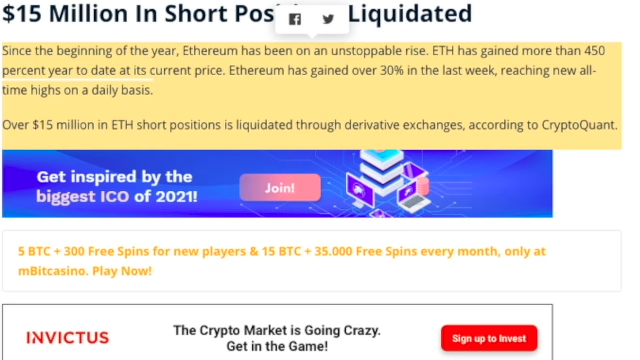 $15 Million In Short Pos Liquidated
Since the beginning of the year, Ethereum has been on an unstoppable rise. ETH has gained more than 450
percent year to date at its current price. Ethereum has gained over 30% in the last week, reaching new all-
time highs on a daily basis.
Over $15 million in ETH short positions is liquidated through derivative exchanges, according to CryptoQuant.
Get inspired by the
biggest ICO of 2021!
Join!
5 BTC + 300 Free Spins for new players & 15 BTC + 35.000 Free Spins every month, only at
mBitcasino. Play Now!
INVICTUS
The Crypto Market is Going Crazy.
Get in the Game!
Sign up to Invest